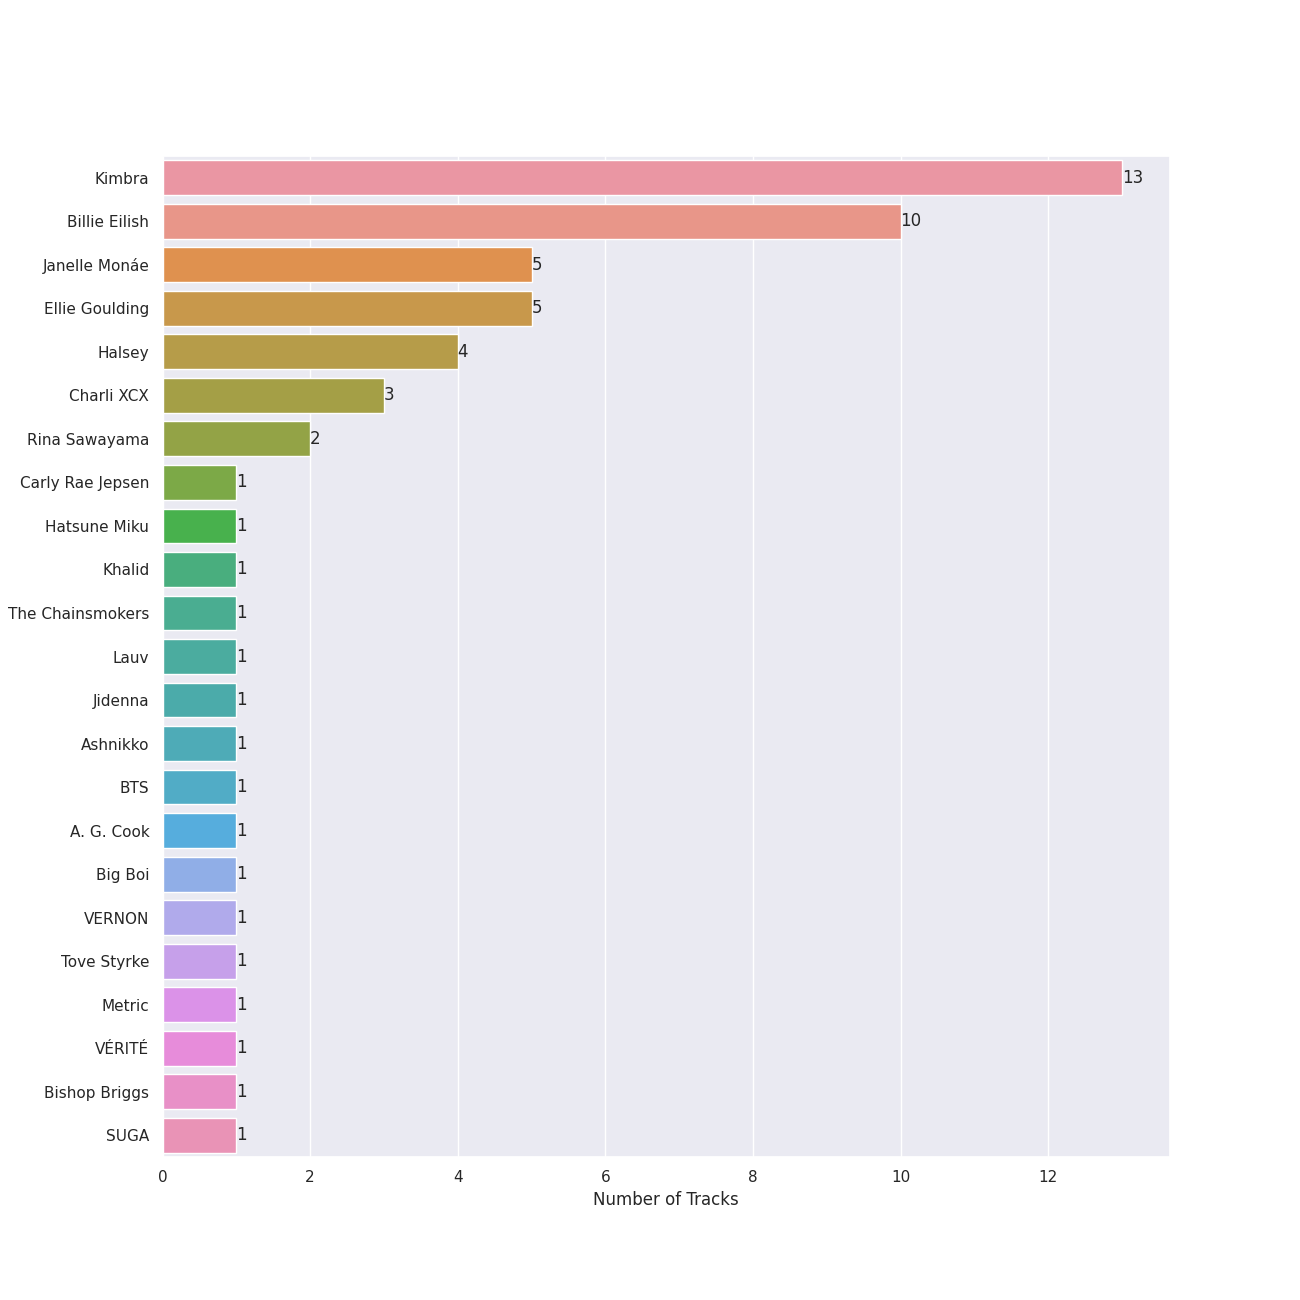 Kimbra 13
Billie Eilish 10
Janelle Monáe 5
Ellie Goulding 5
Halsey 4
Charli XCX 3
Rina Sawayama 2
Carly Rae Jepsen 1
Hatsune Miku 1
Khalid 1
The Chainsmokers 1
Lauv 1
Jidenna 1
Ashnikko 1
BTS 1
A. G. Cook 1
Big Boi 1
VERNON 1
Tove Styrke 1
Metric 1
VÉRITÉ 1
Bishop Briggs 1
SUGA 1
0 2 4 6 8 10 12
Number of Tracks